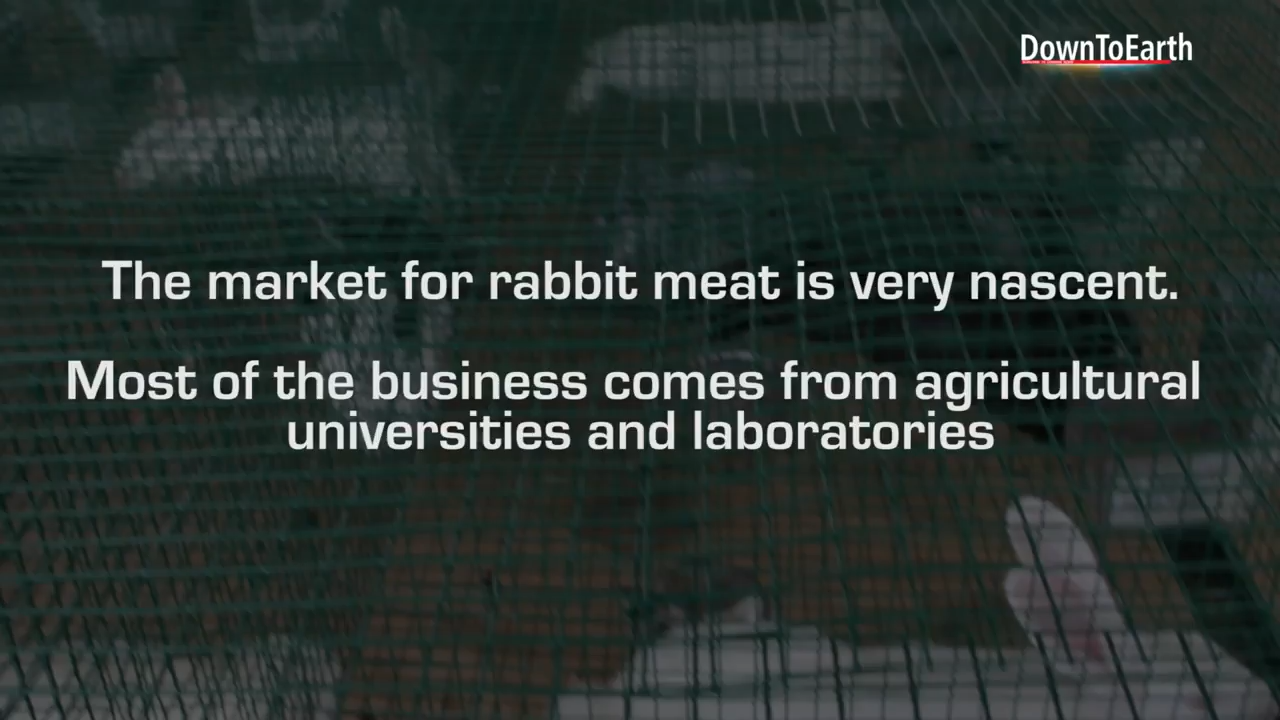 DownToEarth
The market for rabbit meat is very nascent.
Most of the business comes from agricultural
universities and laboratories